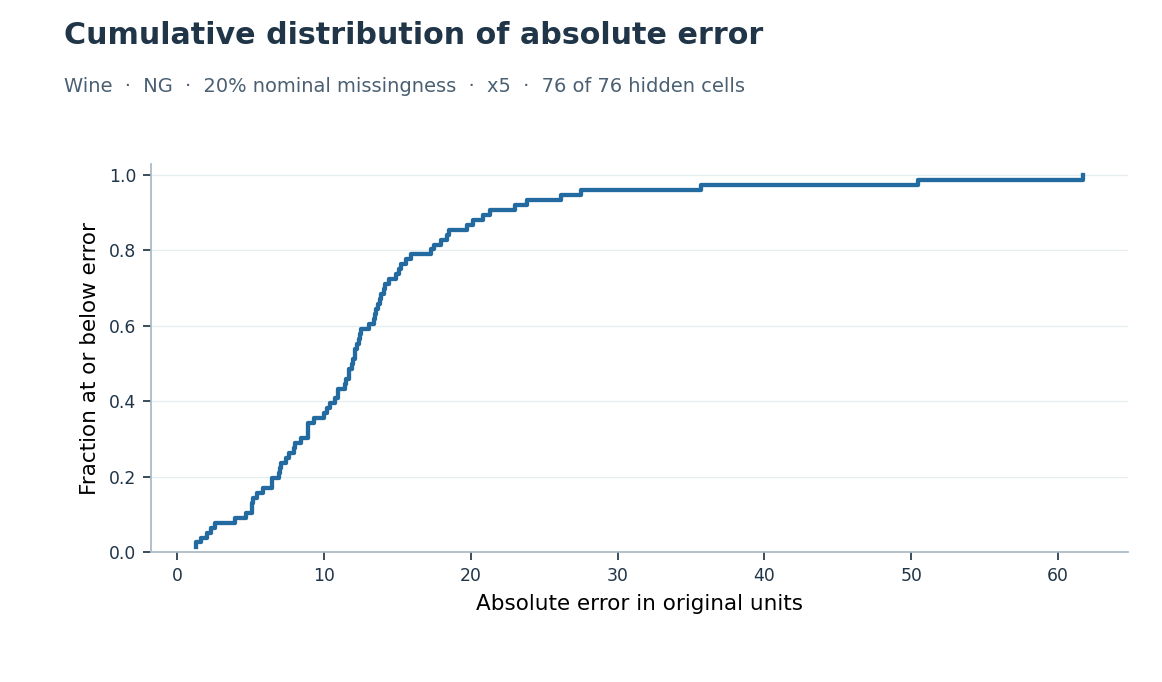 Cumulative distribution of absolute error
Wine · NG · 20% nominal missingness · x5 · 76 of 76 hidden cells
Fraction at or below error
1.0
0.8
0.6
0.4
0.2
0.0
0 10 20 30 40 50 60
Absolute error in original units